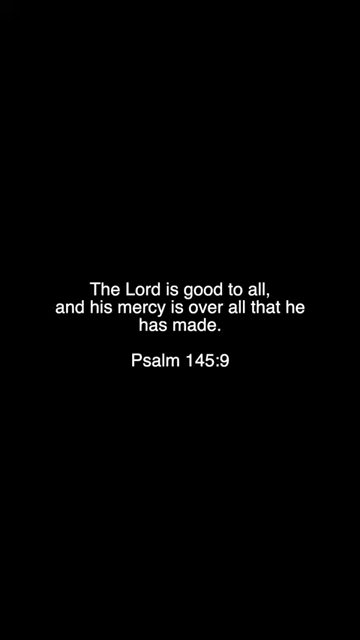 The Lord is good to all,
and his mercy is over all that he
has made.
Psalm 145:9